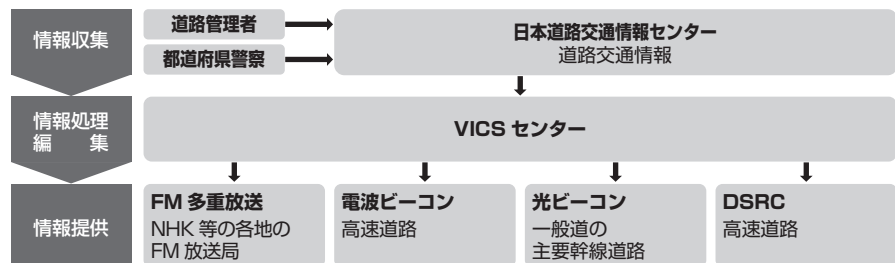 情報収集
道路管理者
都道府県警察
日本道路交通情報センター
道路交通情報
情報処理
編　　集
VICS センター
情報提供
FM 多重放送
NHK 等の各地の
FM 放送局
電波ビーコン
高速道路
光ビーコン
一般道の
主要幹線道路
DSRC
高速道路